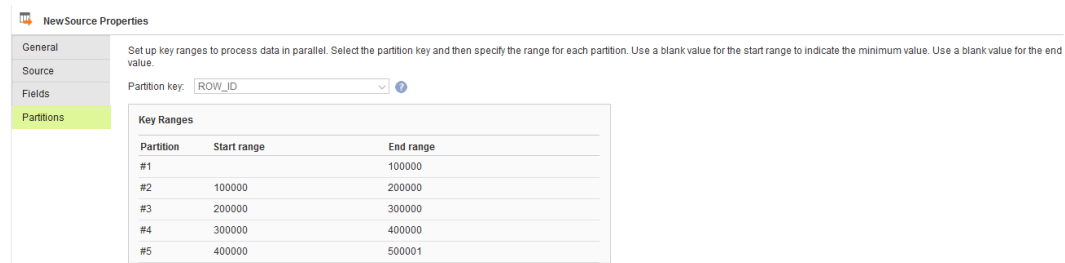 NewSource Properties
General
Source
Fields
Partitions
Set up key ranges to process data in parallel. Select the partition key and then specify the range for each partition. Use a blank value for the start range to indicate the minimum value. Use a blank value for the end
value.
Partition key: ROW_ID ?
Key Ranges
Partition Start range End range
#1 100000
#2 100000 200000
#3 200000 300000
#4 300000 400000
#5 400000 500001